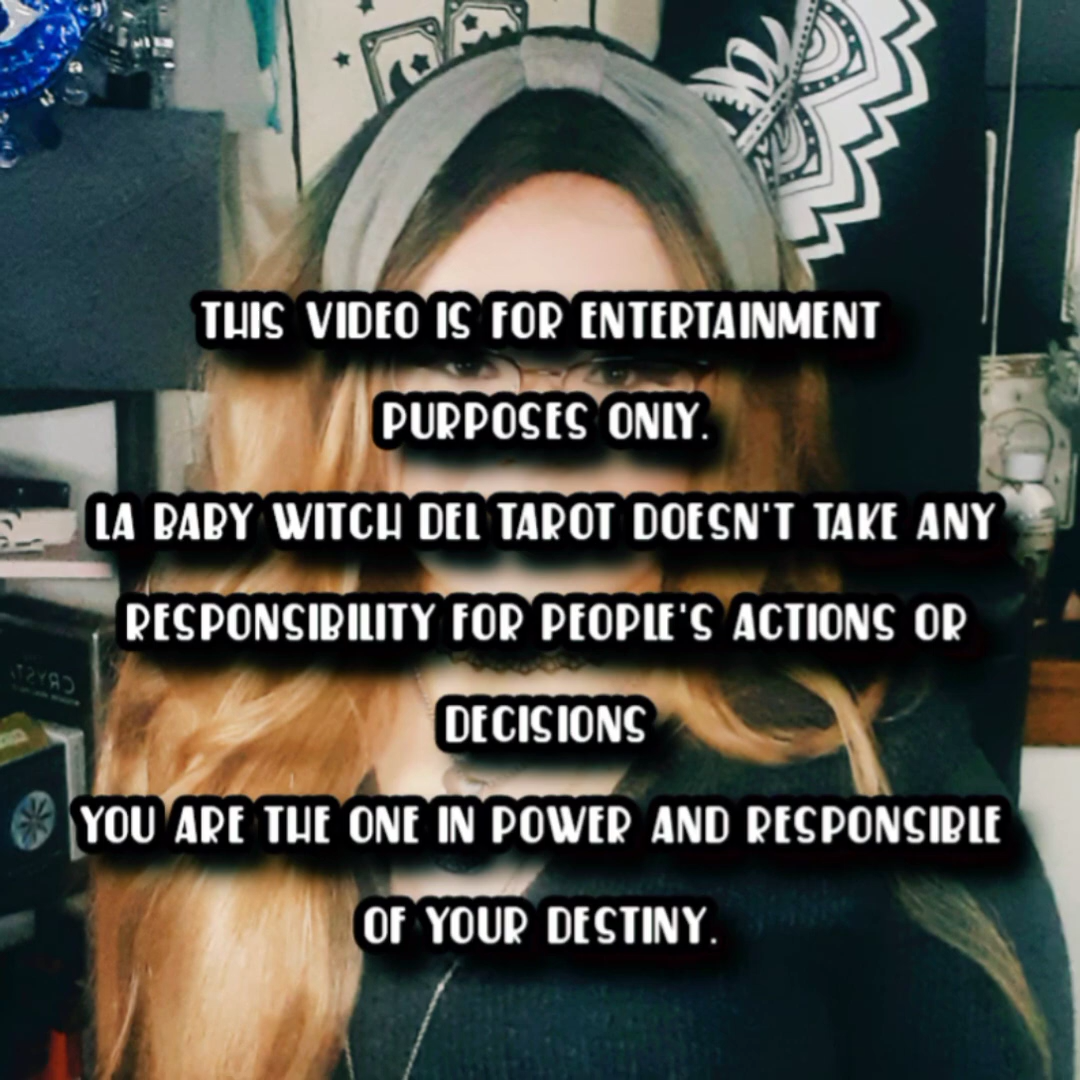 THIS VIDEO IS FOR ENTERTAINMENT
PURPOSES ONLY.
LA BABY WITCH DEL TAROT DOESN'T TAKE ANY
RESPONSIBILITY FOR PEOPLE'S ACTIONS OR
DECISIONS
YOU ARE THE ONE IN POWER AND RESPONSIBLE
OF YOUR DESTINY.